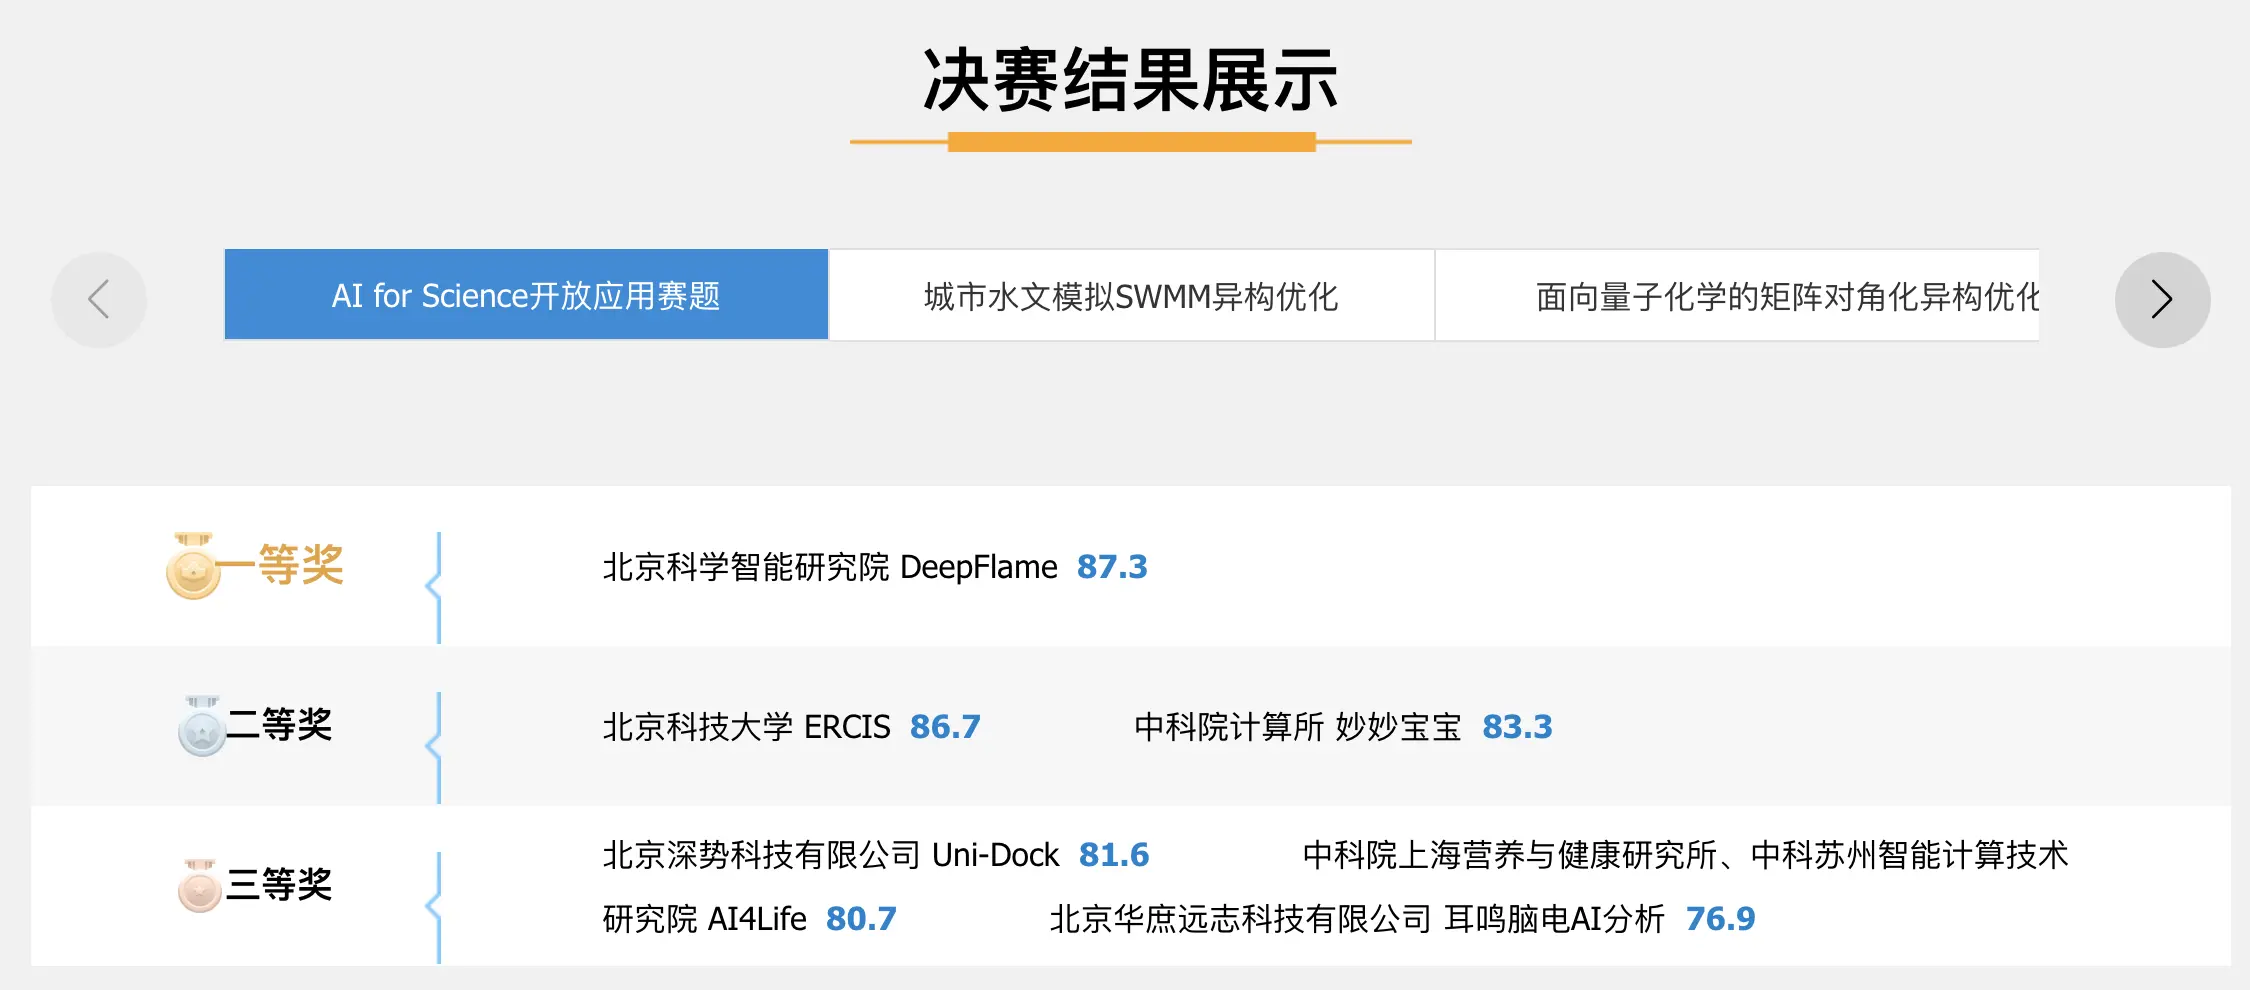 决赛结果展示
AI for Science开放应用赛题
城市水文模拟SWMM异构优化
面向量子化学的矩阵对角化异构优化
一等奖
北京科学智能研究院 DeepFlame 87.3
二等奖
北京科技大学 ERCIS 86.7 中科院计算所 妙妙宝宝 83.3
三等奖
北京深势科技有限公司 Uni-Dock 81.6 中科院上海营养与健康研究所、中科苏州智能计算技术
研究院 AI4Life 80.7 北京华庶远志科技有限公司 耳鸣脑电AI分析 76.9